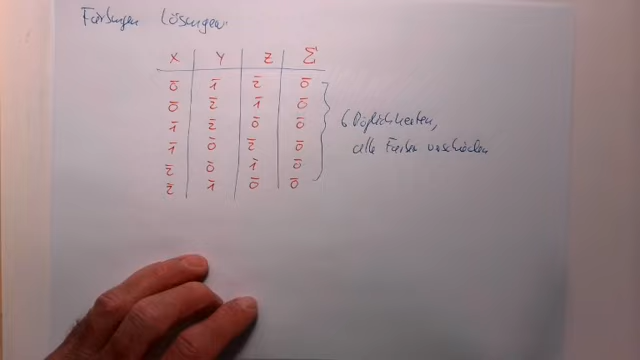 Färbungen Lösungen:
X Y Z Σ
0̄ 1̄ 2̄ 0̄
0̄ 2̄ 1̄ 0̄
1̄ 2̄ 0̄ 0̄
1̄ 0̄ 2̄ 0̄
2̄ 0̄ 1̄ 0̄
2̄ 1̄ 0̄ 0̄
6 Möglichkeiten,
alle Farben verschieden